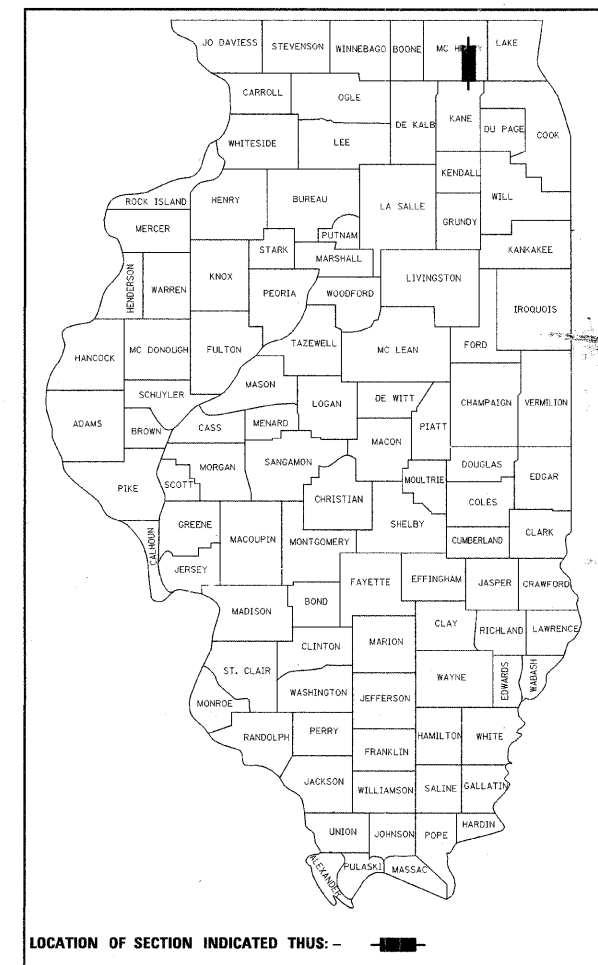 JO DAVIESS STEVENSON WINNEBAGO BOONE MC HENRY LAKE
CARROLL OGLE DE KALB KANE DU PAGE COOK
WHITESIDE LEE
KENDALL WILL
ROCK ISLAND HENRY BUREAU LA SALLE GRUNDY
MERCER PUTNAM
STARK MARSHALL KANKAKEE
HENDERSON WARREN KNOX PEORIA WOODFORD LIVINGSTON
IROQUOIS
HANCOCK MC DONOUGH FULTON TAZEWELL MC LEAN FORD
SCHUYLER MASON LOGAN DE WITT CHAMPAIGN VERMILION
ADAMS BROWN CASS MENARD MACON PIATT
PIKE SCOTT MORGAN SANGAMON MOULTRIE DOUGLAS EDGAR
CHRISTIAN COLES
CALHOUN GREENE MACOUPIN MONTGOMERY SHELBY CUMBERLAND CLARK
JERSEY FAYETTE EFFINGHAM JASPER CRAWFORD
MADISON BOND
CLAY RICHLAND LAWRENCE
CLINTON MARION
ST. CLAIR WAYNE EDWARDS WABASH
MONROE WASHINGTON JEFFERSON
RANDOLPH PERRY HAMILTON WHITE
FRANKLIN
JACKSON WILLIAMSON SALINE GALLATIN
UNION JOHNSON POPE HARDIN
ALEXANDER PULASKI MASSAC
LOCATION OF SECTION INDICATED THUS: -